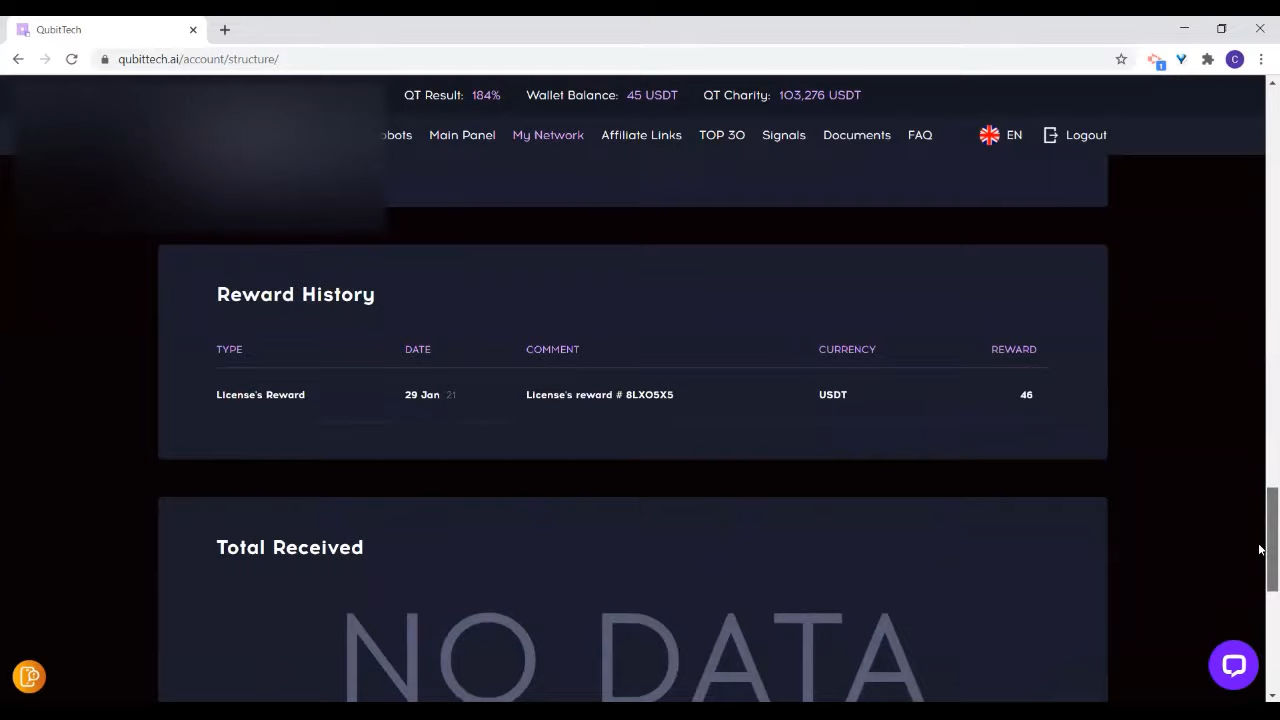 QubitTech
qubittech.ai/account/structure/
1
C
QT Result: 184% Wallet Balance: 45 USDT QT Charity: 103,276 USDT
obots Main Panel My Network Affiliate Links TOP 30 Signals Documents FAQ EN Logout
Reward History
TYPE DATE COMMENT CURRENCY REWARD
License's Reward 29 Jan 21 License's reward # 8LXO5X5 USDT 46
Total Received
NO DATA